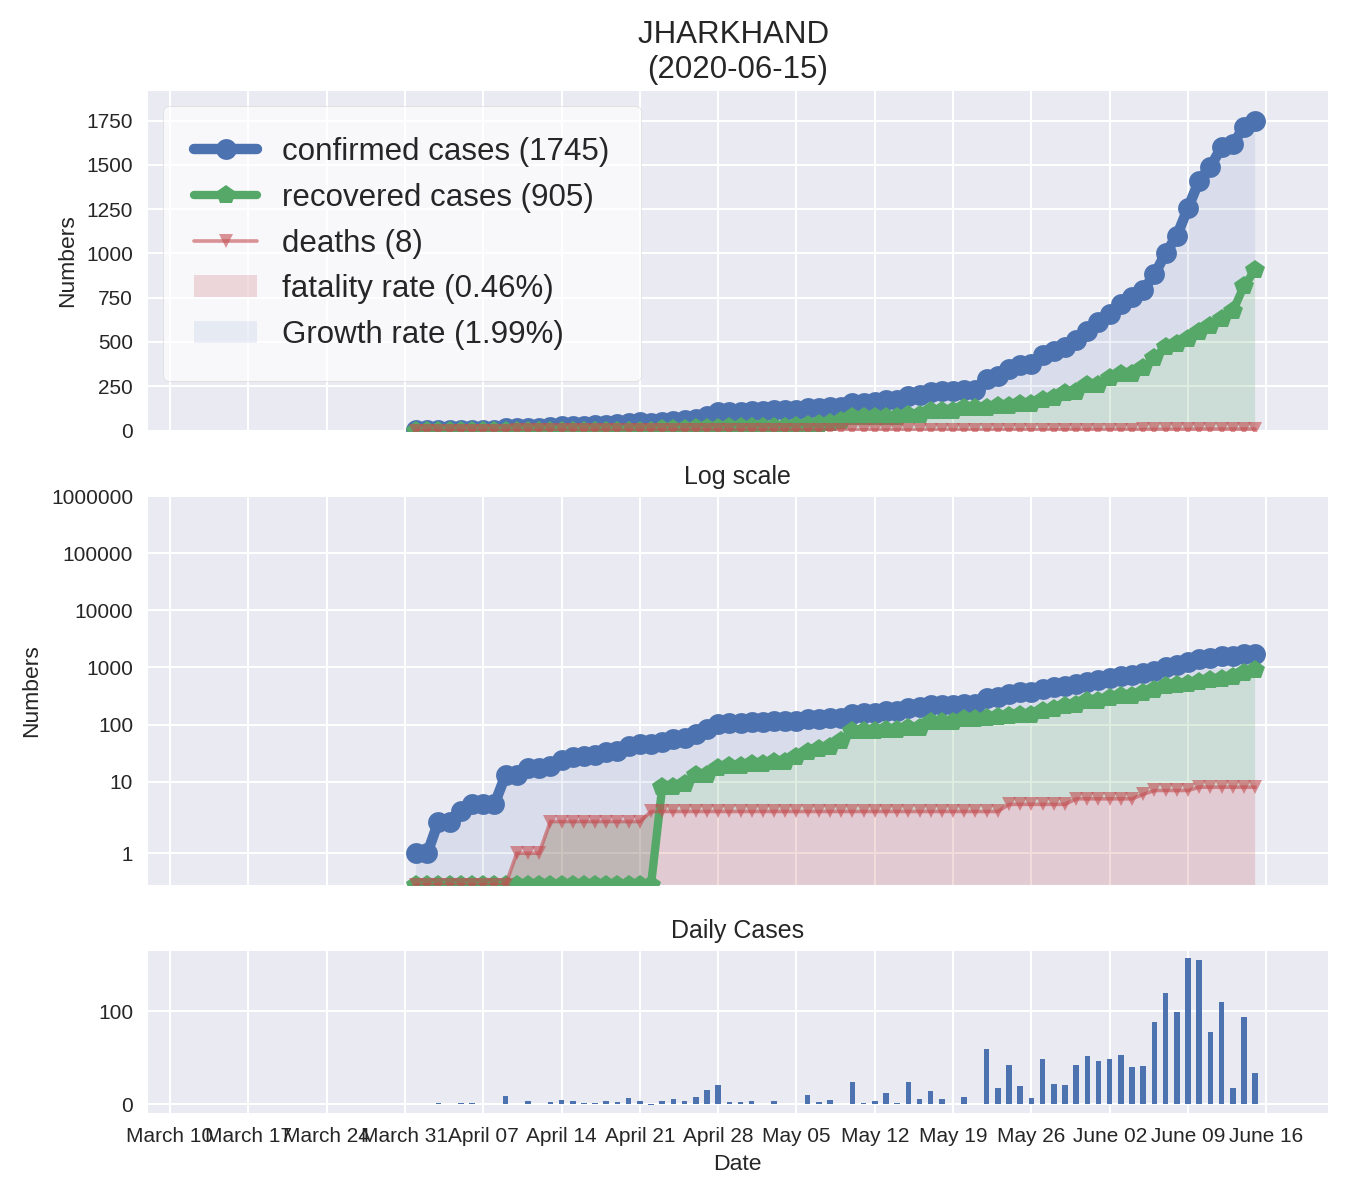 JHARKHAND
(2020-06-15)
1750
1500
1250
1000
750
500
250
0
Numbers
confirmed cases (1745)
recovered cases (905)
deaths (8)
fatality rate (0.46%)
Growth rate (1.99%)
Log scale
1000000
100000
10000
1000
100
10
1
Numbers
Daily Cases
100
0
March 10 March 17 March 24 March 31 April 07 April 14 April 21 April 28 May 05 May 12 May 19 May 26 June 02 June 09 June 16
Date